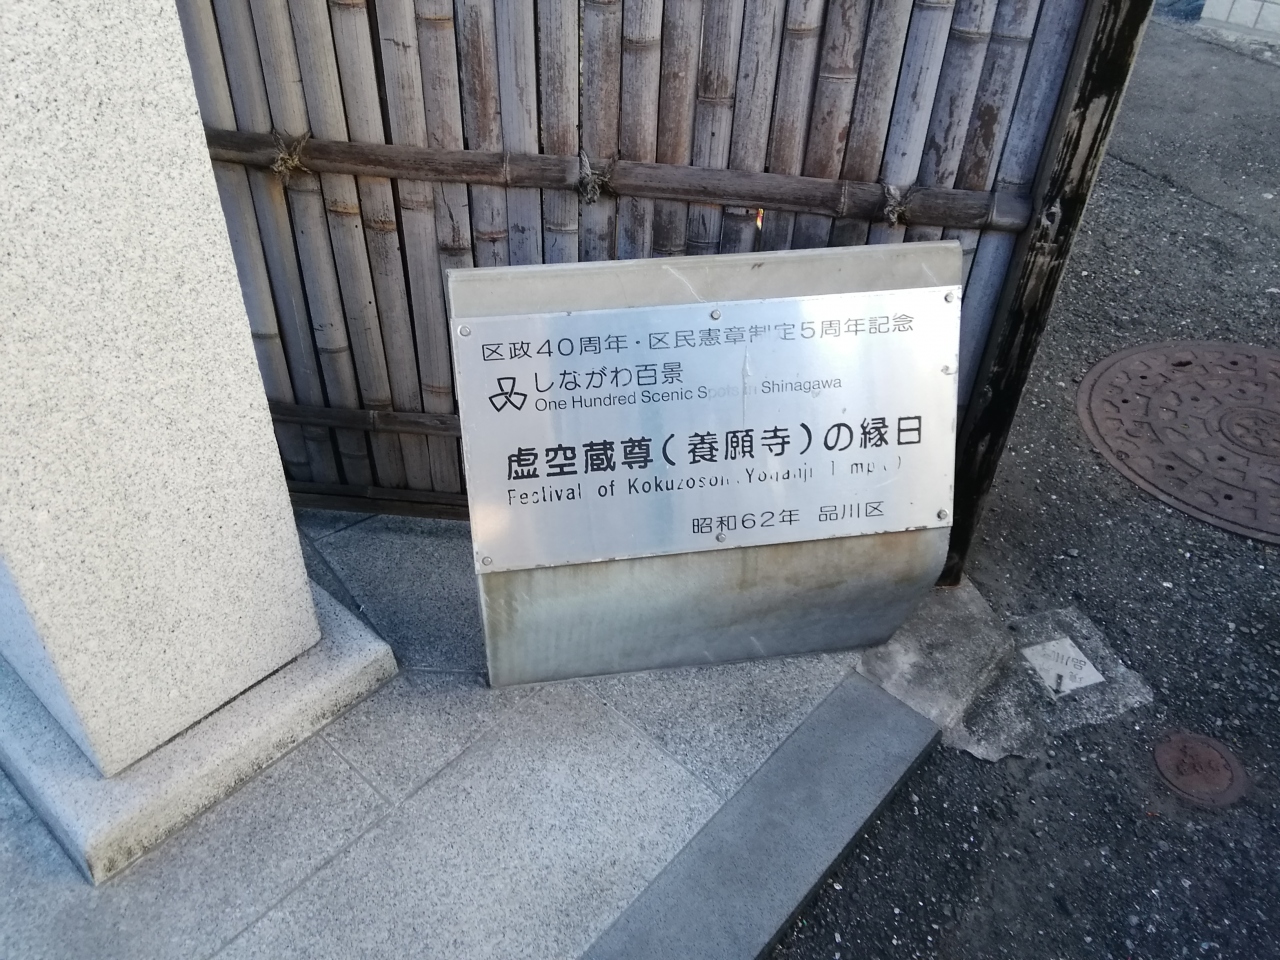 区政40周年・区民憲章制定5周年記念
しながわ百景
One Hundred Scenic Spots in Shinagawa
虚空蔵尊(養願寺)の縁日
Festival of Kokuzoson
昭和62年 品川区